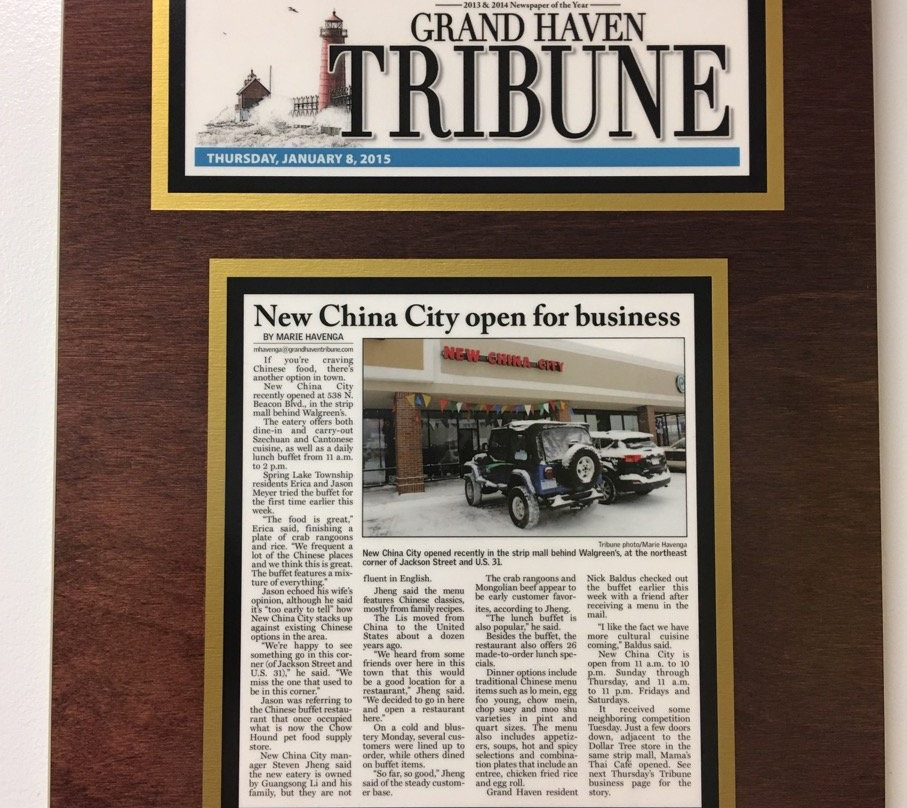 2013 & 2014 Newspaper of the Year
GRAND HAVEN
TRIBUNE
THURSDAY, JANUARY 8, 2015
New China City open for business
BY MARIE HAVENGA
mhavenga@grandhaventribune.com
If you're craving
Chinese food, there's
another option in town.
New China City
recently opened at 538 N.
Beacon Blvd., in the strip
mall behind Walgreen's.
The eatery offers both
dine-in and carry-out
Szechuan and Cantonese
cuisine, as well as a daily
lunch buffet from 11 a.m.
to 2 p.m.
Spring Lake Township
residents Erica and Jason
Meyer tried the buffet for
the first time earlier this
week.
"The food is great,"
Erica said, finishing a
plate of crab rangoons
and rice. "We frequent a
lot of the Chinese places
and we think this is great.
The buffet features a mix-
ture of everything."
Jason echoed his wife's
opinion, although he said
it's "too early to tell" how
New China City stacks up
against existing Chinese
options in the area.
"We're happy to see
something go in this cor-
ner (of Jackson Street and
U.S. 31)," he said. "We
miss the one that used to
be in this corner."
Jason was referring to
the Chinese buffet restau-
rant that once occupied
what is now the Chow
Hound pet food supply
store.
New China City man-
ager Steven Jheng said
the new eatery is owned
by Guangsong Li and his
family, but they are not
NEW CHINA CITY
Tribune photo/Marie Havenga
New China City opened recently in the strip mall behind Walgreen's, at the northeast
corner of Jackson Street and U.S. 31.
fluent in English.
Jheng said the menu
features Chinese classics,
mostly from family recipes.
The Lis moved from
China to the United
States about a dozen
years ago.
"We heard from some
friends over here in this
town that this would
be a good location for a
restaurant," Jheng said.
"We decided to go in here
and open a restaurant
here."
On a cold and blus-
tery Monday, several cus-
tomers were lined up to
order, while others dined
on buffet items.
"So far, so good," Jheng
said of the steady custom-
er base.
The crab rangoons and
Mongolian beef appear to
be early customer favor-
ites, according to Jheng.
"The lunch buffet is
also popular," he said.
Besides the buffet, the
restaurant also offers 26
made-to-order lunch spe-
cials.
Dinner options include
traditional Chinese menu
items such as lo mein, egg
foo young, chow mein,
chop suey and moo shu
varieties in pint and
quart sizes. The menu
also includes appetiz-
ers, soups, hot and spicy
selections and combina-
tion plates that include an
entree, chicken fried rice
and egg roll.
Grand Haven resident
Nick Baldus checked out
the buffet earlier this
week with a friend after
receiving a menu in the
mail.
"I like the fact we have
more cultural cuisine
coming," Baldus said.
New China City is
open from 11 a.m. to 10
p.m. Sunday through
Thursday, and 11 a.m.
to 11 p.m. Fridays and
Saturdays.
It received some
neighboring competition
Tuesday. Just a few doors
down, adjacent to the
Dollar Tree store in the
same strip mall, Mama's
Thai Café opened. See
next Thursday's Tribune
business page for the
story.